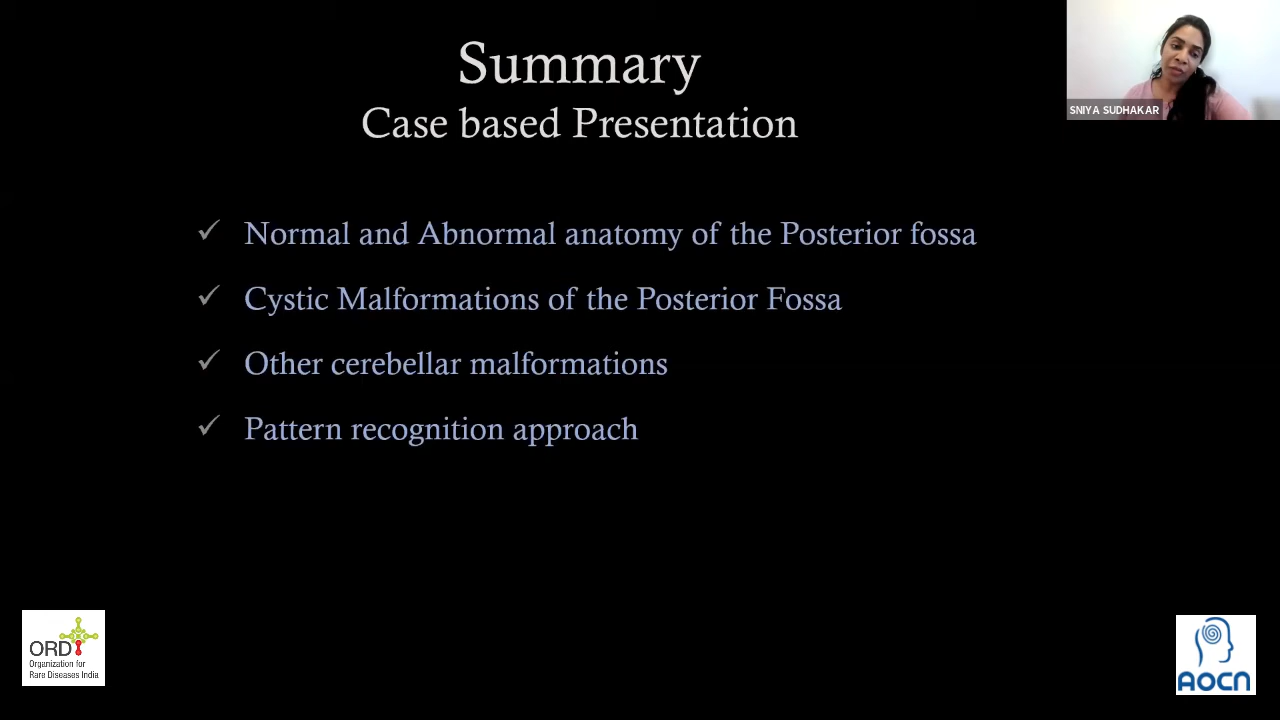 Summary
Case based Presentation
SNIYA SUDHAKAR
✓ Normal and Abnormal anatomy of the Posterior fossa
✓ Cystic Malformations of the Posterior Fossa
✓ Other cerebellar malformations
✓ Pattern recognition approach
ORDI
Organization for
Rare Diseases India
AOCN